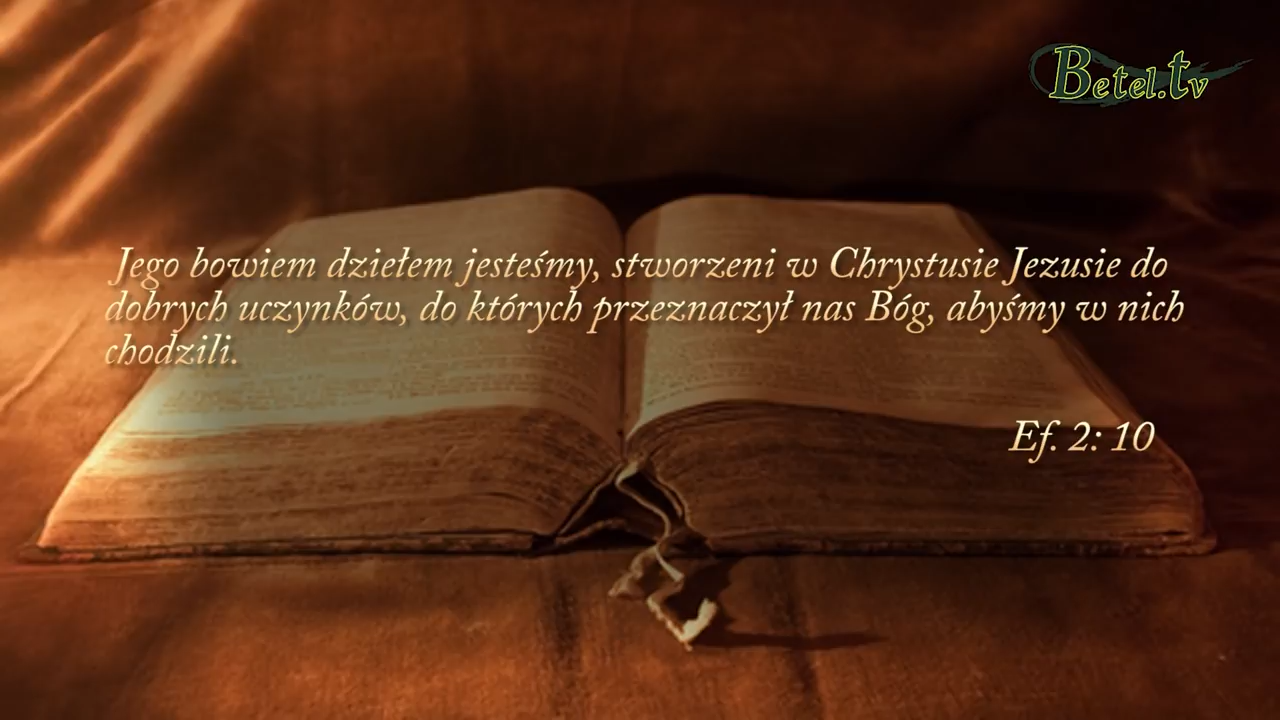 Betel.tv
Jego bowiem dziełem jesteśmy, stworzeni w Chrystusie Jezusie do
dobrych uczynków, do których przeznaczył nas Bóg, abyśmy w nich
chodzili.
Ef. 2: 10